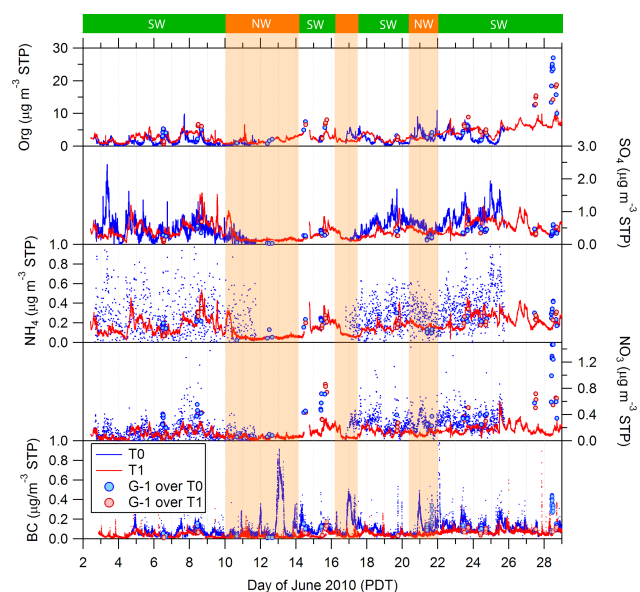 SW NW SW SW NW SW
30
20
10
0
Org (µg m-3 STP)
3.0
2.0
1.0
0.0
SO4 (µg m-3 STP)
1.0
0.8
0.6
0.4
0.2
0.0
NH4 (µg m-3 STP)
1.2
0.8
0.4
0.0
NO3 (µg m-3 STP)
1.0
0.8
0.6
0.4
0.2
0.0
BC (µg/m-3 STP)
T0
T1
G-1 over T0
G-1 over T1
2 4 6 8 10 12 14 16 18 20 22 24 26 28
Day of June 2010 (PDT)